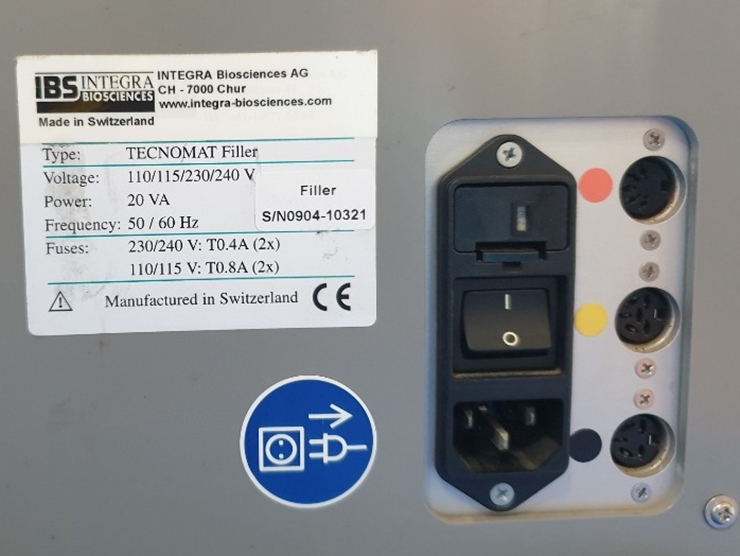 IBS INTEGRA BIOSCIENCES
INTEGRA Biosciences AG
CH - 7000 Chur
www.integra-biosciences.com
Made in Switzerland
Type: TECNOMAT Filler
Voltage: 110/115/230/240 V
Power: 20 VA
Frequency: 50 / 60 Hz
Fuses: 230/240 V: T0.4A (2x)
110/115 V: T0.8A (2x)
Manufactured in Switzerland CE
Filler
S/N0904-10321